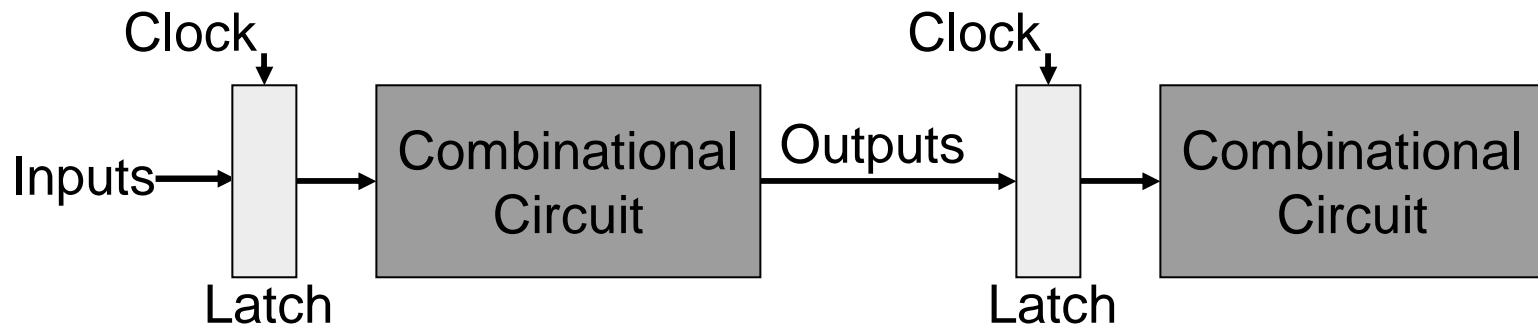 Clock
Clock
Inputs
Combinational
Circuit
Outputs
Combinational
Circuit
Latch
Latch